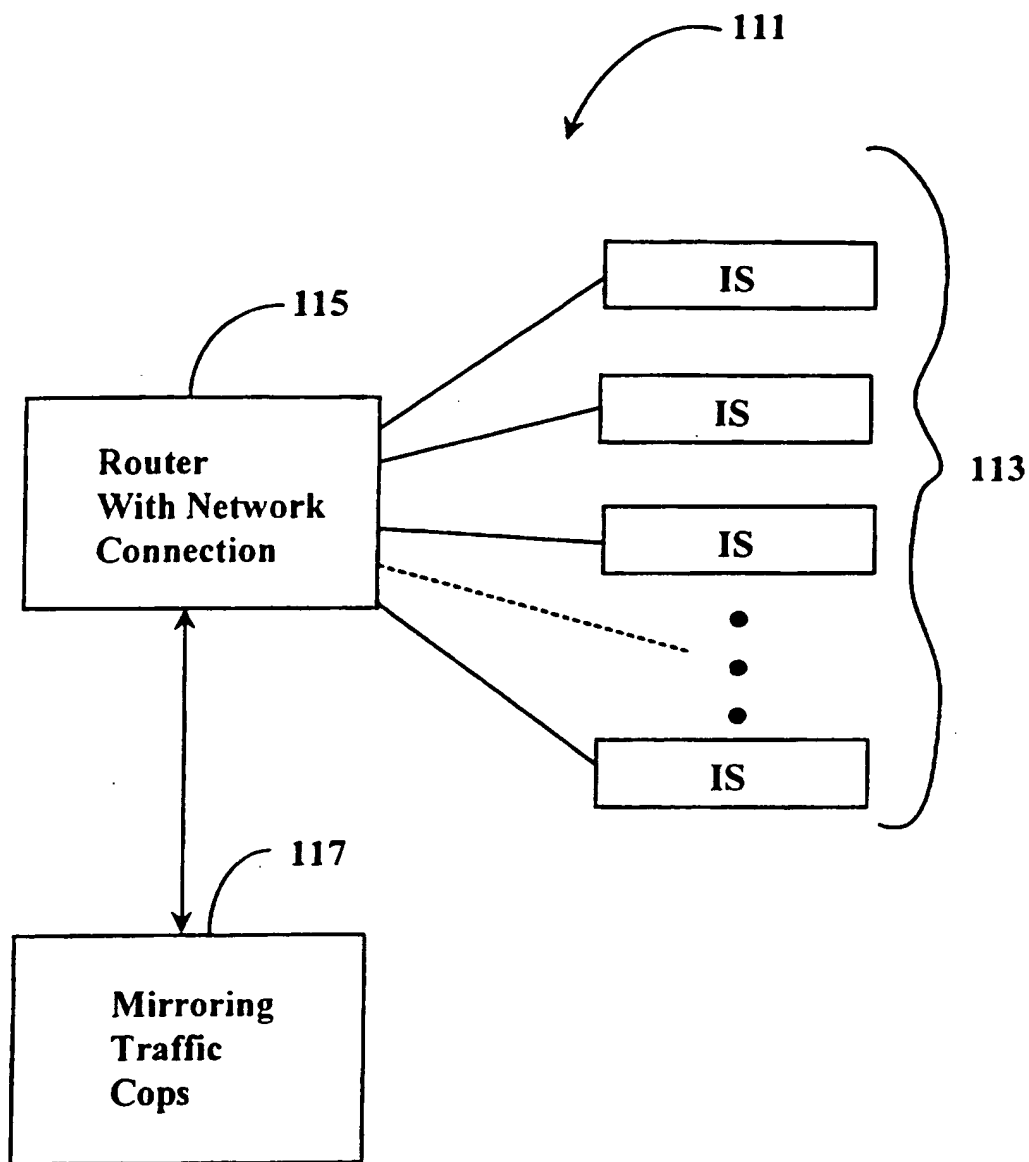 111
IS
115
IS
Router
With Network
Connection
113
IS
IS
117
Mirroring
Traffic
Cops